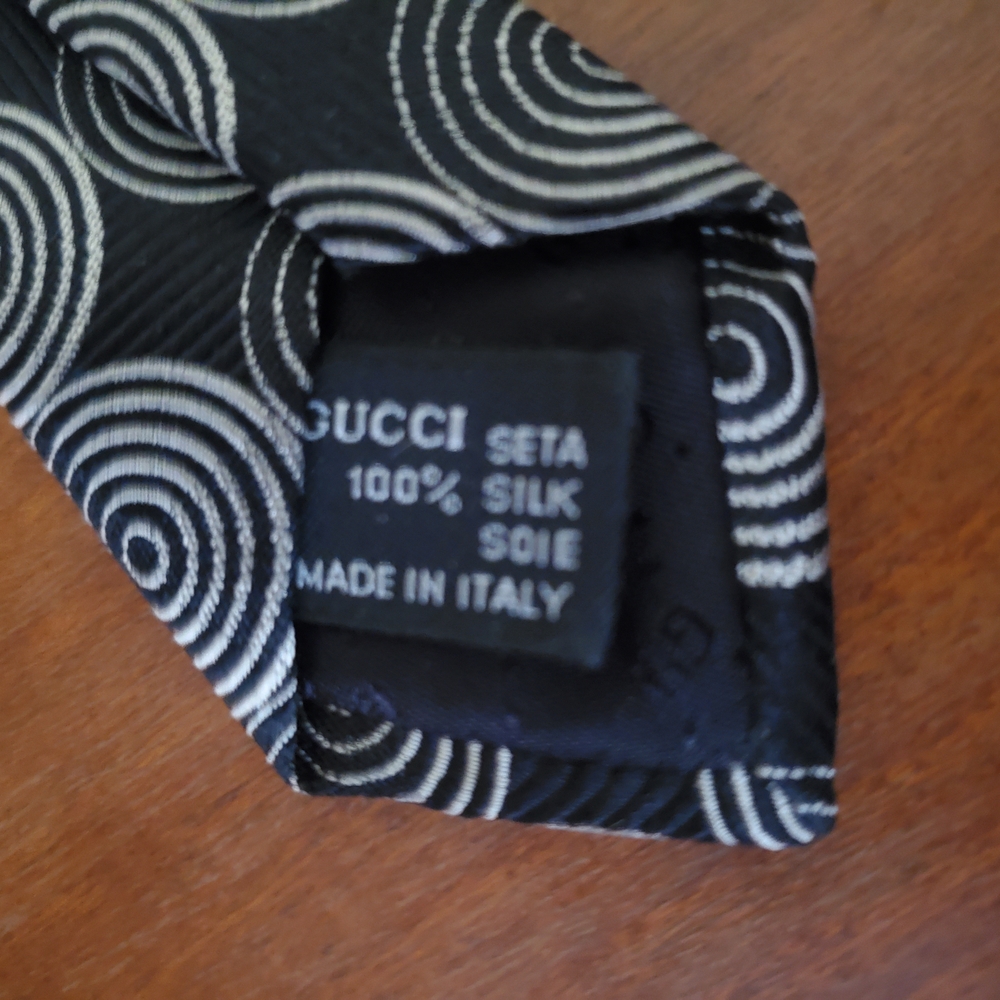 GUCCI SETA
100% SILK
SOIE
MADE IN ITALY